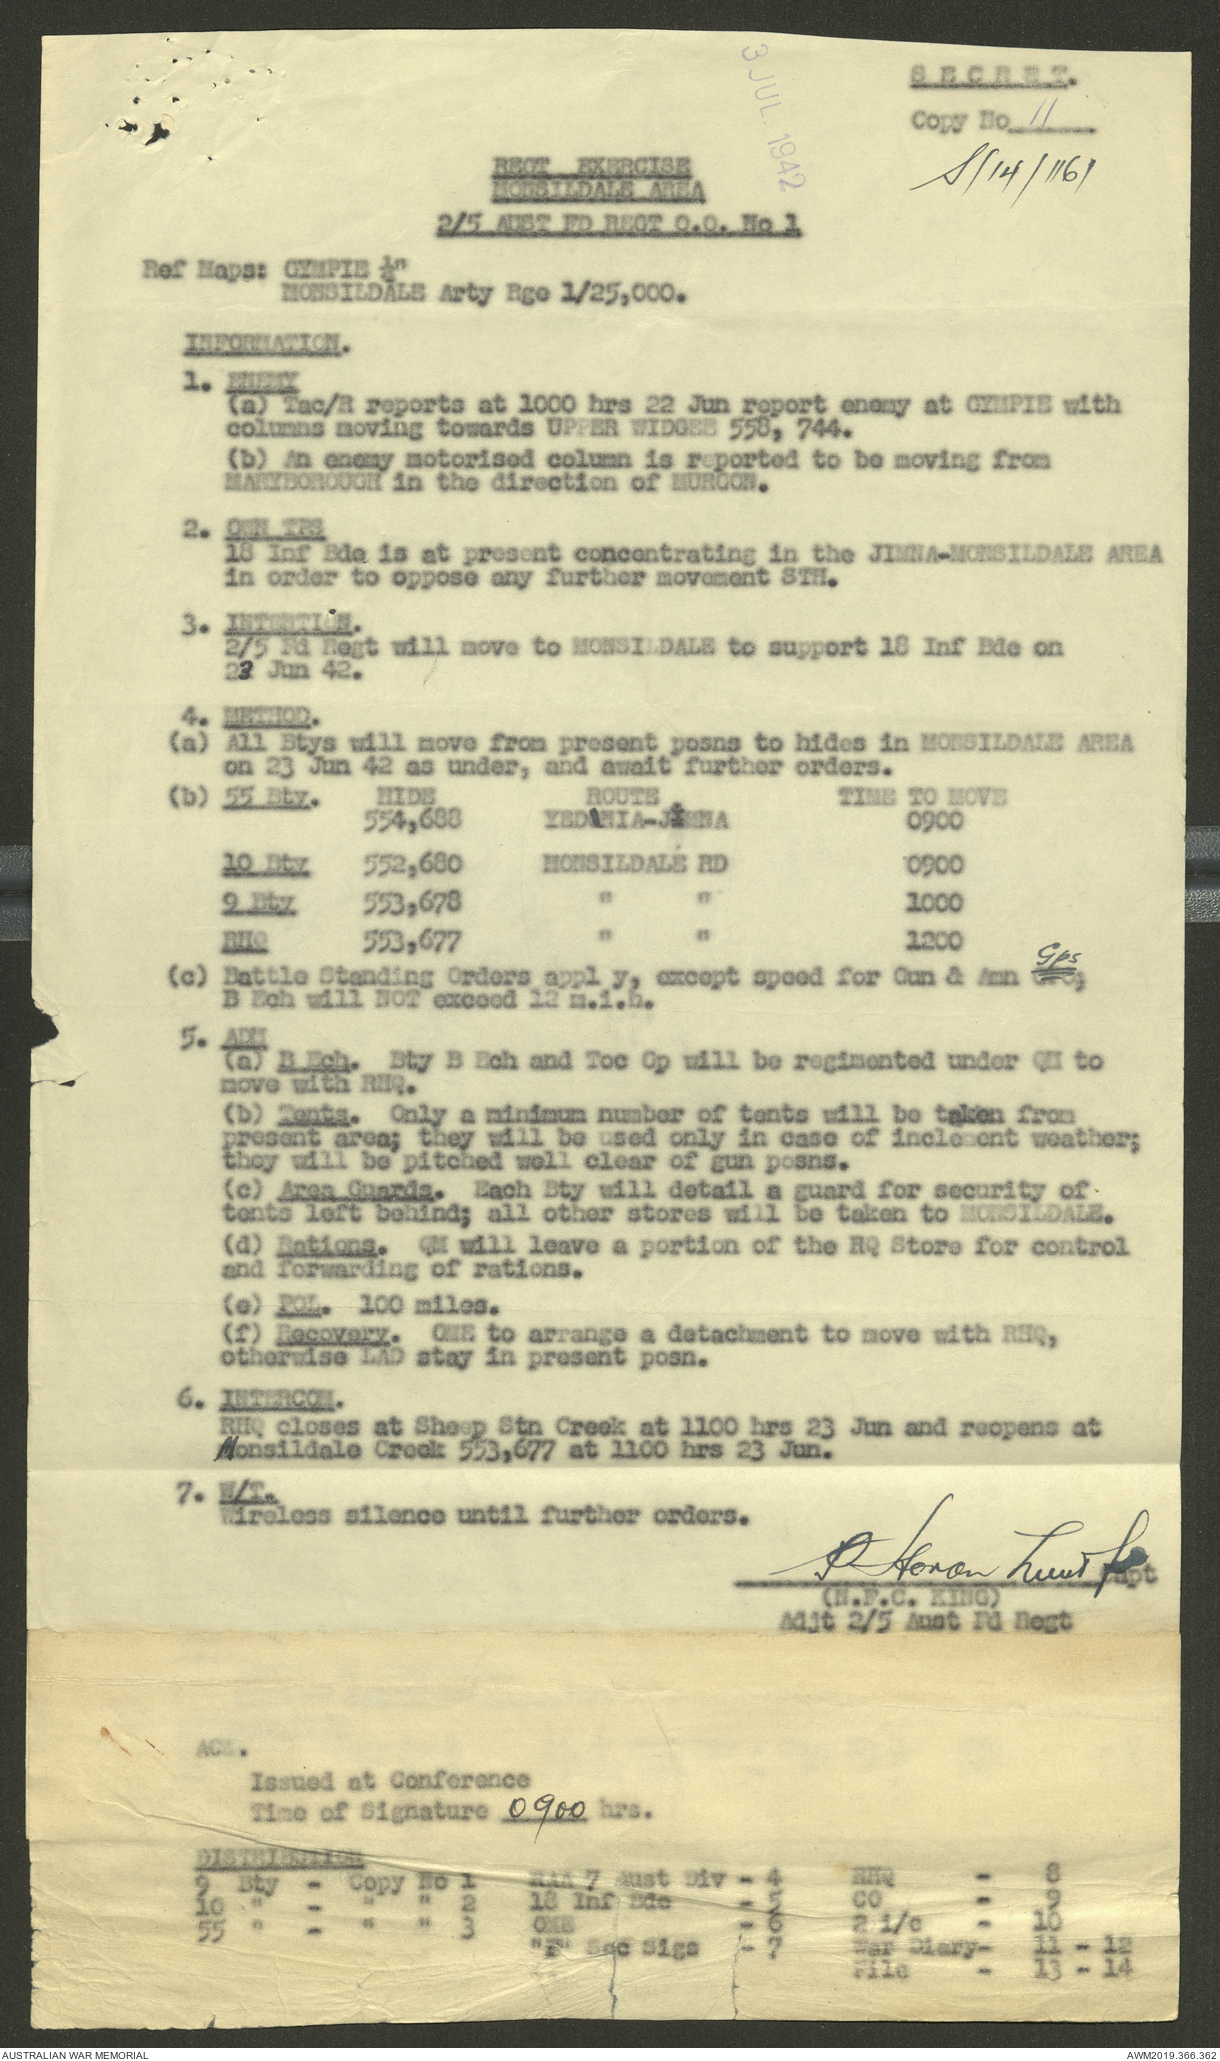 3 JUL. 1942
SECRET.
Copy No 11
S/14/1161
REGT EXERCISE
MONSILDALE AREA
2/5 AUST FD REGT O.O. No 1
Ref Maps: GYMPIE ½"
MONSILDALE Arty Rge 1/25,000.
INFORMATION.
1. ENEMY
(a) Tac/R reports at 1000 hrs 22 Jun report enemy at GYMPIE with
columns moving towards UPPER WIDGEE 558, 744.
(b) An enemy motorised column is reported to be moving from
MARYBOROUGH in the direction of MURGON.
2. OWN TPS
18 Inf Bde is at present concentrating in the JIMNA-MONSILDALE AREA
in order to oppose any further movement STH.
3. INTENTION.
2/5 Fd Regt will move to MONSILDALE to support 18 Inf Bde on
23 Jun 42.
4. METHOD.
(a) All Btys will move from present posns to hides in MONSILDALE AREA
on 23 Jun 42 as under, and await further orders.
(b) 55 Bty. HIDE ROUTE TIME TO MOVE
554,688 YEDNIA-JIMNA 0900
10 Bty 552,680 MONSILDALE RD 0900
9 Bty 553,678 " " 1000
RHQ 553,677 " " 1200
(c) Battle Standing Orders appl y, except speed for Gun & Amn Gps,
B Ech will NOT exceed 12 m.i.h.
5. ADM
(a) B Ech. Bty B Ech and Toc Op will be regimented under QM to
move with RHQ.
(b) Tents. Only a minimum number of tents will be taken from
present area; they will be used only in case of inclement weather;
they will be pitched well clear of gun posns.
(c) Area Guards. Each Bty will detail a guard for security of
tents left behind; all other stores will be taken to MONSILDALE.
(d) Rations. QM will leave a portion of the HQ Store for control
and forwarding of rations.
(e) POL. 100 miles.
(f) Recovery. OME to arrange a detachment to move with RHQ,
otherwise LAD stay in present posn.
6. INTERCOM.
RHQ closes at Sheep Stn Creek at 1100 hrs 23 Jun and reopens at
Monsildale Creek 553,677 at 1100 hrs 23 Jun.
7. W/T.
Wireless silence until further orders.
Heron Lieut for Capt
(N.F.C. KING)
Adjt 2/5 Aust Fd Regt
ACK.
Issued at Conference
Time of Signature 0900 hrs.
DISTRIBUTION
9 Bty - Copy No 1 RAA 7 Aust Div - 4 RHQ - 8
10 " - " " 2 18 Inf Bde - 5 CO - 9
55 " - " " 3 OME - 6 2 i/c - 10
"F" Sec Sigs - 7 War Diary- 11 - 12
File - 13 - 14
AUSTRALIAN WAR MEMORIAL
AWM2019.366.362